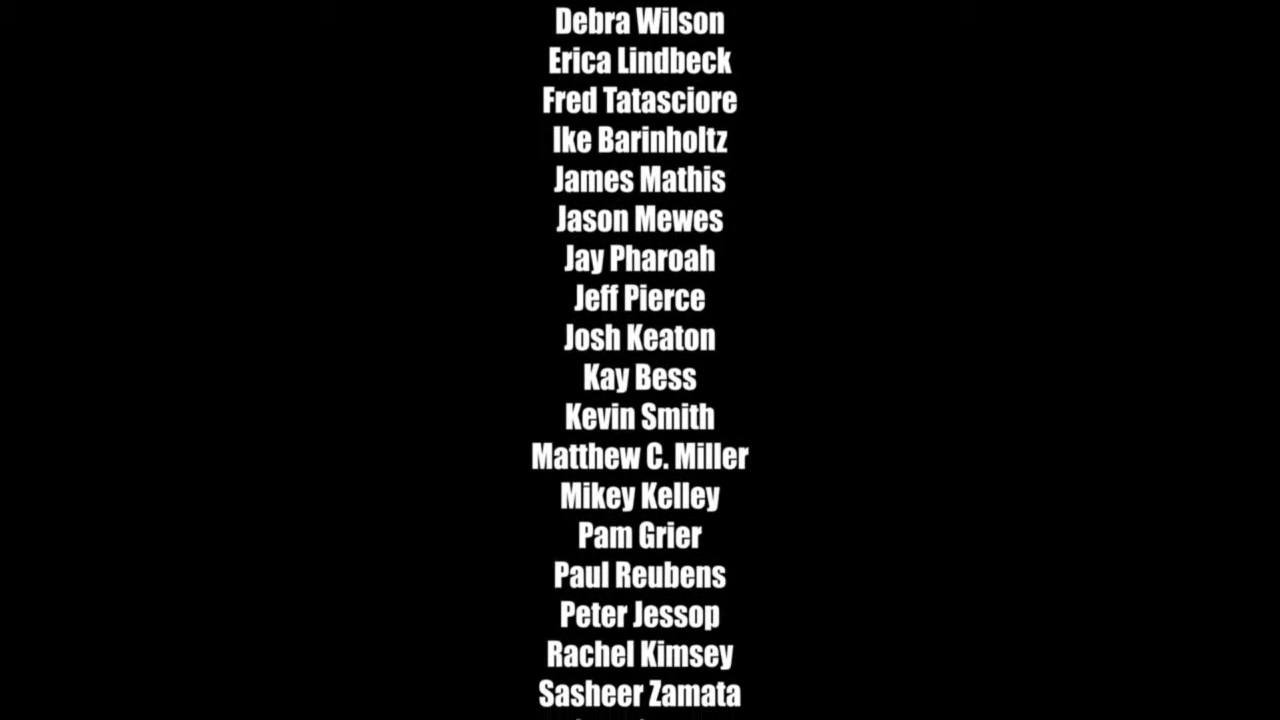 Debra Wilson
Erica Lindbeck
Fred Tatasciore
Ike Barinholtz
James Mathis
Jason Mewes
Jay Pharoah
Jeff Pierce
Josh Keaton
Kay Bess
Kevin Smith
Matthew C. Miller
Mikey Kelley
Pam Grier
Paul Reubens
Peter Jessop
Rachel Kimsey
Sasheer Zamata